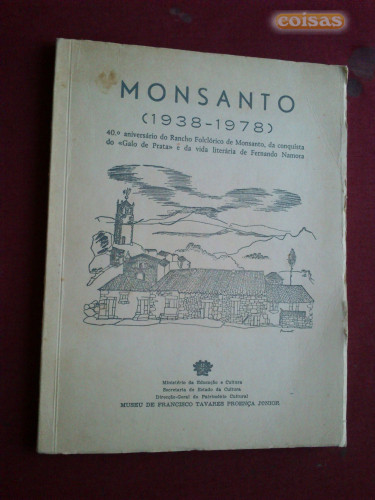 coisas
MONSANTO
(1938-1978)
40.º aniversário do Rancho Folclórico de Monsanto, da conquista
do «Galo de Prata» e da vida literária de Fernando Namora
Ministério da Educação e Cultura
Secretaria de Estado da Cultura
Direcção-Geral do Património Cultural
MUSEU DE FRANCISCO TAVARES PROENÇA JÚNIOR